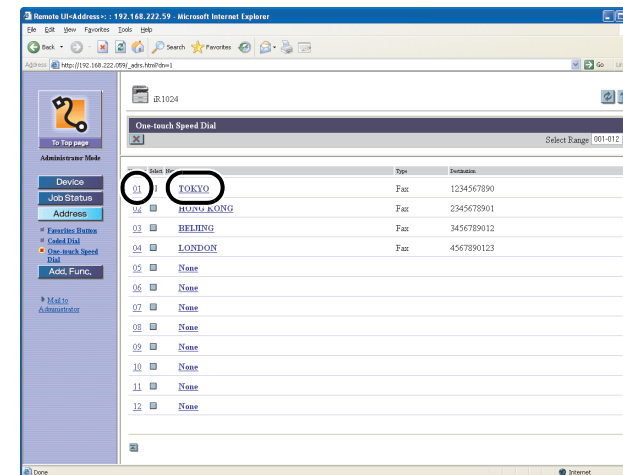 Remote UI<Address>: : 192.168.222.59 - Microsoft Internet Explorer
File Edit View Favorites Tools Help
Back Search Favorites
Address http://192.168.222.059/_adrs.html?dn=1 Go
iR1024
One-touch Speed Dial
To Top page
Select Range 001-012
Administrator Mode
Select Type Destination
Device
01 TOKYO Fax 1234567890
Job Status
02 HONG KONG Fax 2345678901
Address
03 BEIJING Fax 3456789012
Favorites Button
Coded Dial
04 LONDON Fax 4567890123
One-touch Speed
Dial
05 None
Add. Func.
06 None
Mail to
Administrator
07 None
08 None
09 None
10 None
11 None
12 None
Done Internet